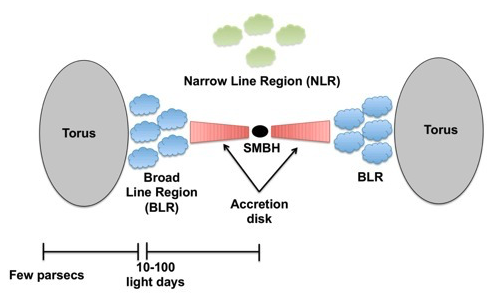 Narrow Line Region (NLR)
Torus
SMBH
Torus
Broad
Line Region
(BLR)
BLR
Accretion
disk
Few parsecs
10-100
light days